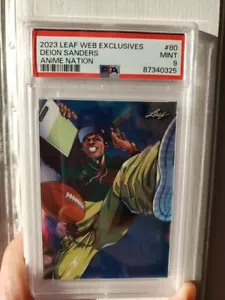 2023 LEAF WEB EXCLUSIVES #80
DEION SANDERS MINT
ANIME NATION 9
PSA 87340325
Leaf